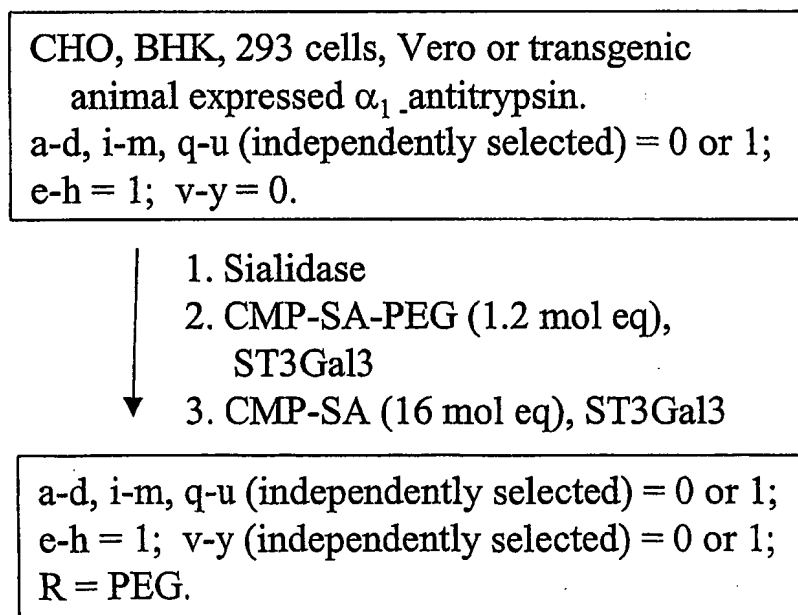 CHO, BHK, 293 cells, Vero or transgenic
animal expressed α₁_antitrypsin.
a-d, i-m, q-u (independently selected) = 0 or 1;
e-h = 1; v-y = 0.
1. Sialidase
2. CMP-SA-PEG (1.2 mol eq),
ST3Gal3
3. CMP-SA (16 mol eq), ST3Gal3
a-d, i-m, q-u (independently selected) = 0 or 1;
e-h = 1; v-y (independently selected) = 0 or 1;
R = PEG.